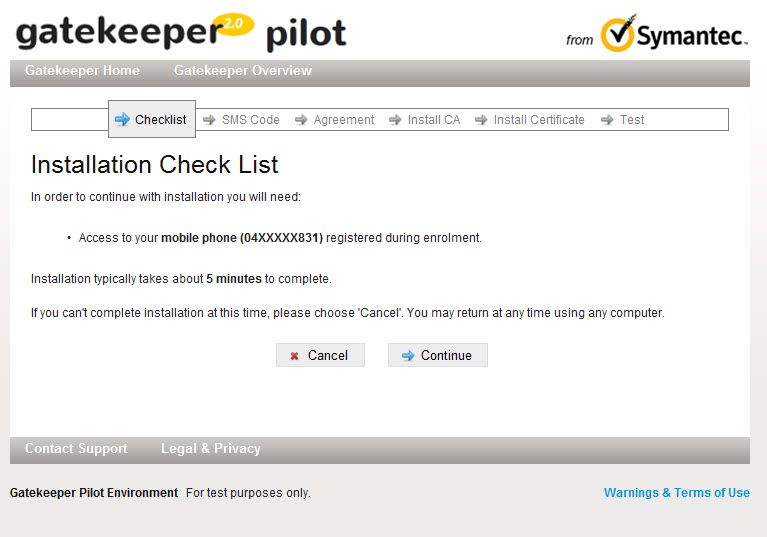 gatekeeper 2.0 pilot
from Symantec™
Gatekeeper Home Gatekeeper Overview
Checklist SMS Code Agreement Install CA Install Certificate Test
Installation Check List
In order to continue with installation you will need:
• Access to your mobile phone (04XXXXX831) registered during enrolment.
Installation typically takes about 5 minutes to complete.
If you can't complete installation at this time, please choose 'Cancel'. You may return at any time using any computer.
Cancel Continue
Contact Support Legal & Privacy
Gatekeeper Pilot Environment For test purposes only. Warnings & Terms of Use